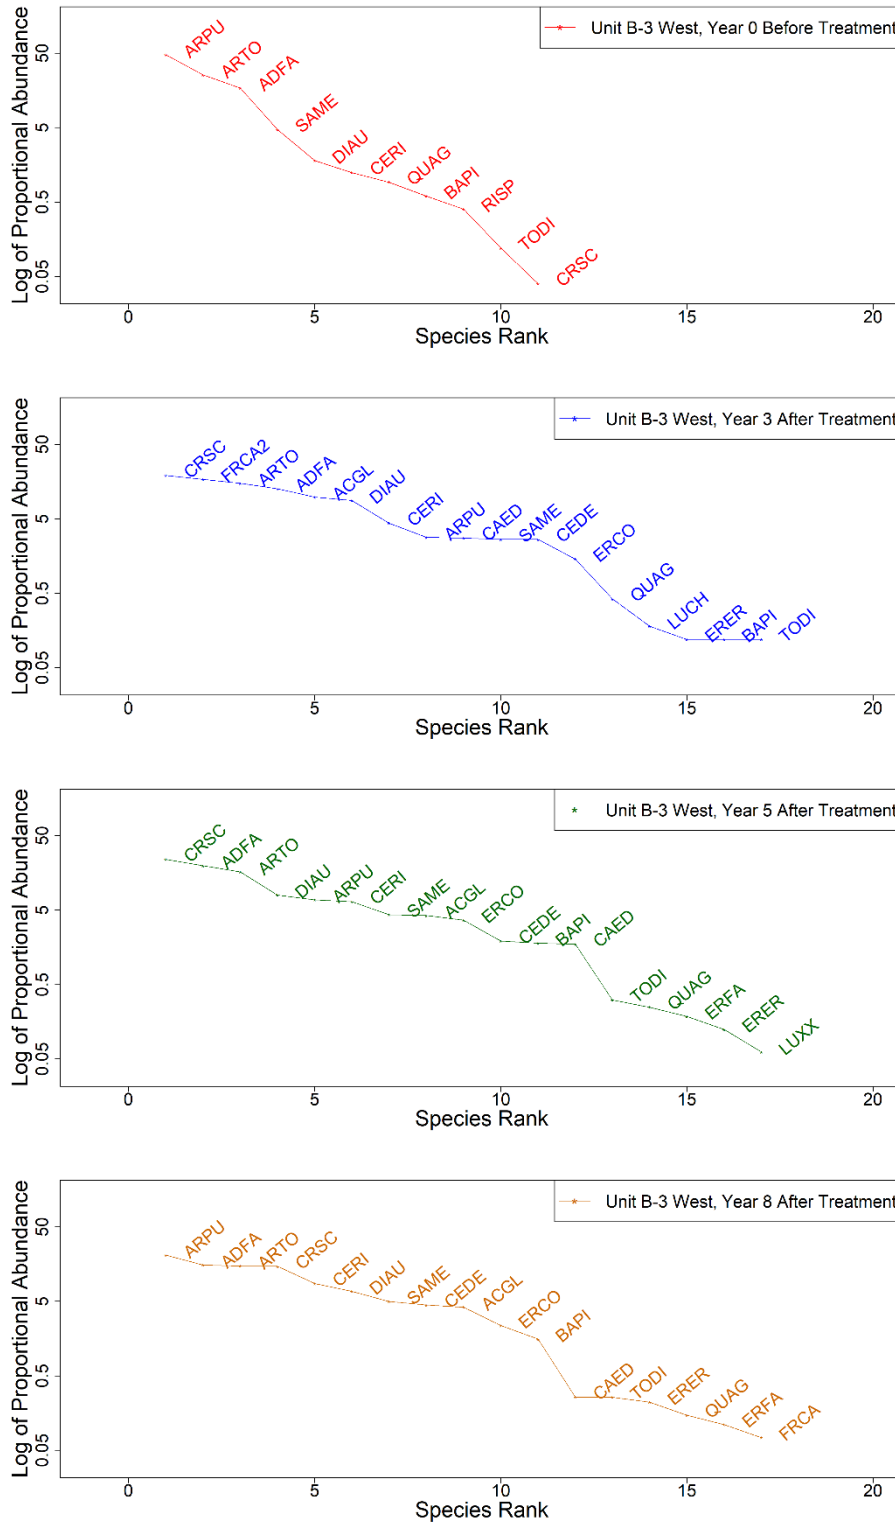 Unit B-3 West, Year 0 Before Treatment
Log of Proportional Abundance
50
5
0.5
0.05
ARPU
ARTO
ADFA
SAME
DIAU
CERI
QUAG
BAPI
RISP
TODI
CRSC
0 5 10 15 20
Species Rank
Unit B-3 West, Year 3 After Treatment
Log of Proportional Abundance
50
5
0.5
0.05
CRSC
FRCA2
ARTO
ADFA
ACGL
DIAU
CERI
ARPU
CAED
SAME
CEDE
ERCO
QUAG
LUCH
ERER
BAPI
TODI
0 5 10 15 20
Species Rank
Unit B-3 West, Year 5 After Treatment
Log of Proportional Abundance
50
5
0.5
0.05
CRSC
ADFA
ARTO
DIAU
ARPU
CERI
SAME
ACGL
ERCO
CEDE
BAPI
CAED
TODI
QUAG
ERFA
ERER
LUXX
0 5 10 15 20
Species Rank
Unit B-3 West, Year 8 After Treatment
Log of Proportional Abundance
50
5
0.5
0.05
ARPU
ADFA
ARTO
CRSC
CERI
DIAU
SAME
CEDE
ACGL
ERCO
BAPI
CAED
TODI
ERER
QUAG
ERFA
FRCA
0 5 10 15 20
Species Rank